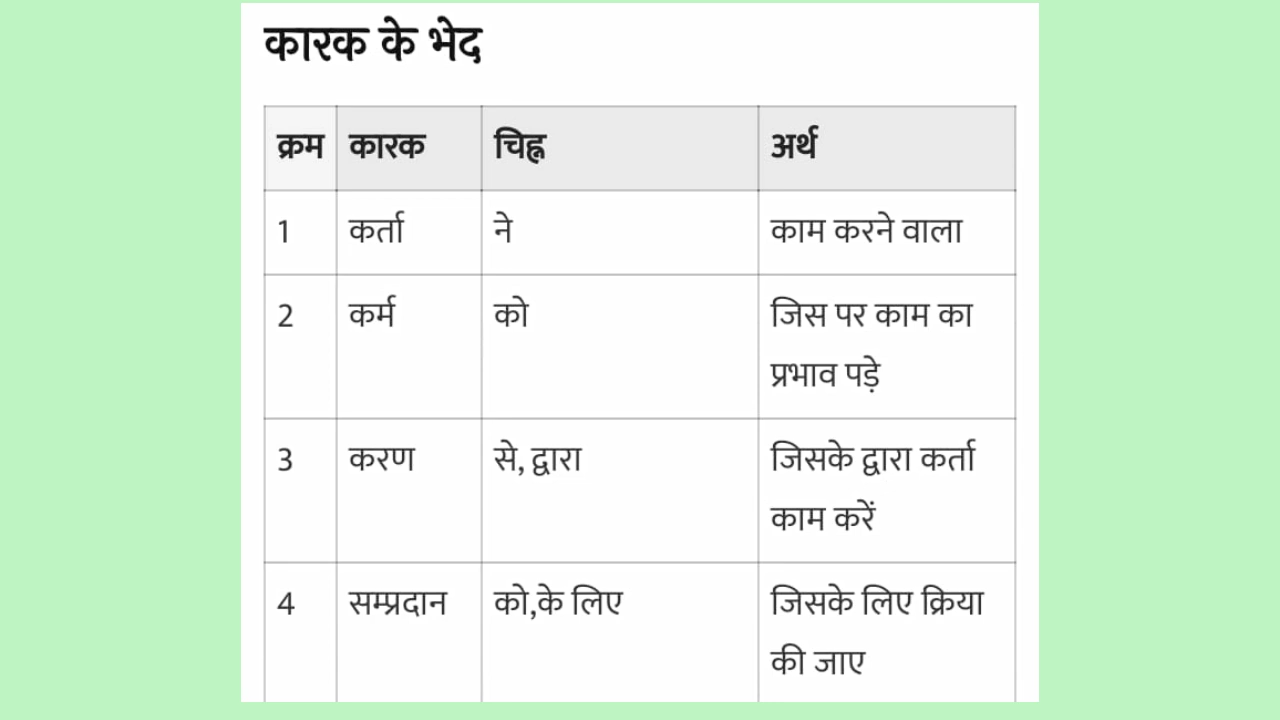 कारक के भेद
क्रम कारक चिह्न अर्थ
1 कर्ता ने काम करने वाला
2 कर्म को जिस पर काम का
प्रभाव पड़े
3 करण से, द्वारा जिसके द्वारा कर्ता
काम करें
4 सम्प्रदान को,के लिए जिसके लिए क्रिया
की जाए